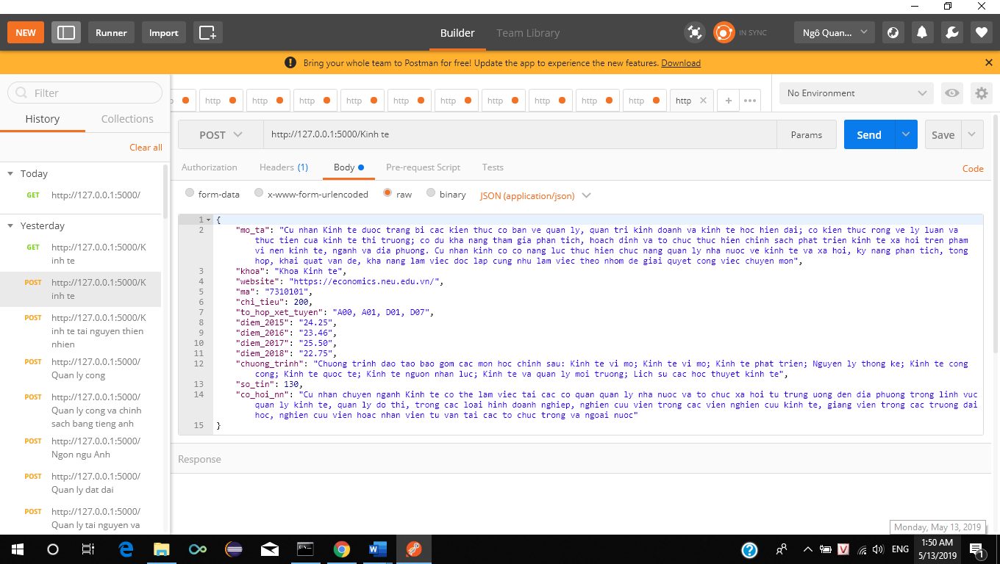 NEW Runner Import Builder Team Library IN SYNC Ngô Quan...
Bring your whole team to Postman for free! Update the app to experience the new features. Download
Filter
History Collections
Clear all
Today
GET http://127.0.0.1:5000/
Yesterday
GET http://127.0.0.1:5000/K
inh te
POST http://127.0.0.1:5000/K
inh te
POST http://127.0.0.1:5000/K
inh te tai nguyen thien
nhien
POST http://127.0.0.1:5000/
Quan ly cong
POST http://127.0.0.1:5000/
Quan ly cong va chinh
sach bang tieng anh
POST http://127.0.0.1:5000/
Ngon ngu Anh
POST http://127.0.0.1:5000/
Quan ly dat dai
POST http://127.0.0.1:5000/
Quan ly tai nguyen va
http http http http http http http http http http http + ••• No Environment
POST http://127.0.0.1:5000/Kinh te Params Send Save
Authorization Headers (1) Body Pre-request Script Tests Code
form-data x-www-form-urlencoded raw binary JSON (application/json)
1 {
2 "mo_ta": "Cu nhan Kinh te duoc trang bi cac kien thuc co ban ve quan ly, quan tri kinh doanh va kinh te hoc hien dai; co kien thuc rong ve ly luan va
thuc tien cua kinh te thi truong; co du kha nang tham gia phan tich, hoach dinh va to chuc thuc hien chinh sach phat trien kinh te xa hoi tren pham
vi nen kinh te, nganh va dia phuong. Cu nhan kinh co co nang luc thuc hien chuc nang quan ly nha nuoc ve kinh te va xa hoi, ky nang phan tich, tong
hop, khai quat van de, kha nang lam viec doc lap cung nhu lam viec theo nhom de giai quyet cong viec chuyen mon",
3 "khoa": "Khoa Kinh te",
4 "website": "https://economics.neu.edu.vn/",
5 "ma": "7310101",
6 "chi_tieu": 200,
7 "to_hop_xet_tuyen": "A00, A01, D01, D07",
8 "diem_2015": "24.25",
9 "diem_2016": "23.46",
10 "diem_2017": "25.50",
11 "diem_2018": "22.75",
12 "chuong_trinh": "Chuong trinh dao tao bao gom cac mon hoc chinh sau: Kinh te vi mo; Kinh te vi mo; Kinh te phat trien; Nguyen ly thong ke; Kinh te cong
cong; Kinh te quoc te; Kinh te nguon nhan luc; Kinh te va quan ly moi truong; Lich su cac hoc thuyet kinh te",
13 "so_tin": 130,
14 "co_hoi_nn": "Cu nhan chuyen nganh Kinh te co the lam viec tai cac co quan quan ly nha nuoc va to chuc xa hoi tu trung uong den dia phuong trong linh vuc
quan ly kinh te, quan ly do thi, trong cac loai hinh doanh nghiep, nghien cuu vien trong cac vien nghien cuu kinh te, giang vien trong cac truong dai
hoc, nghien cuu vien hoac nhan vien tu van tai cac to chuc trong va ngoai nuoc"
15 }
Response
Monday, May 13, 2019
ENG 1:50 AM
5/13/2019 1